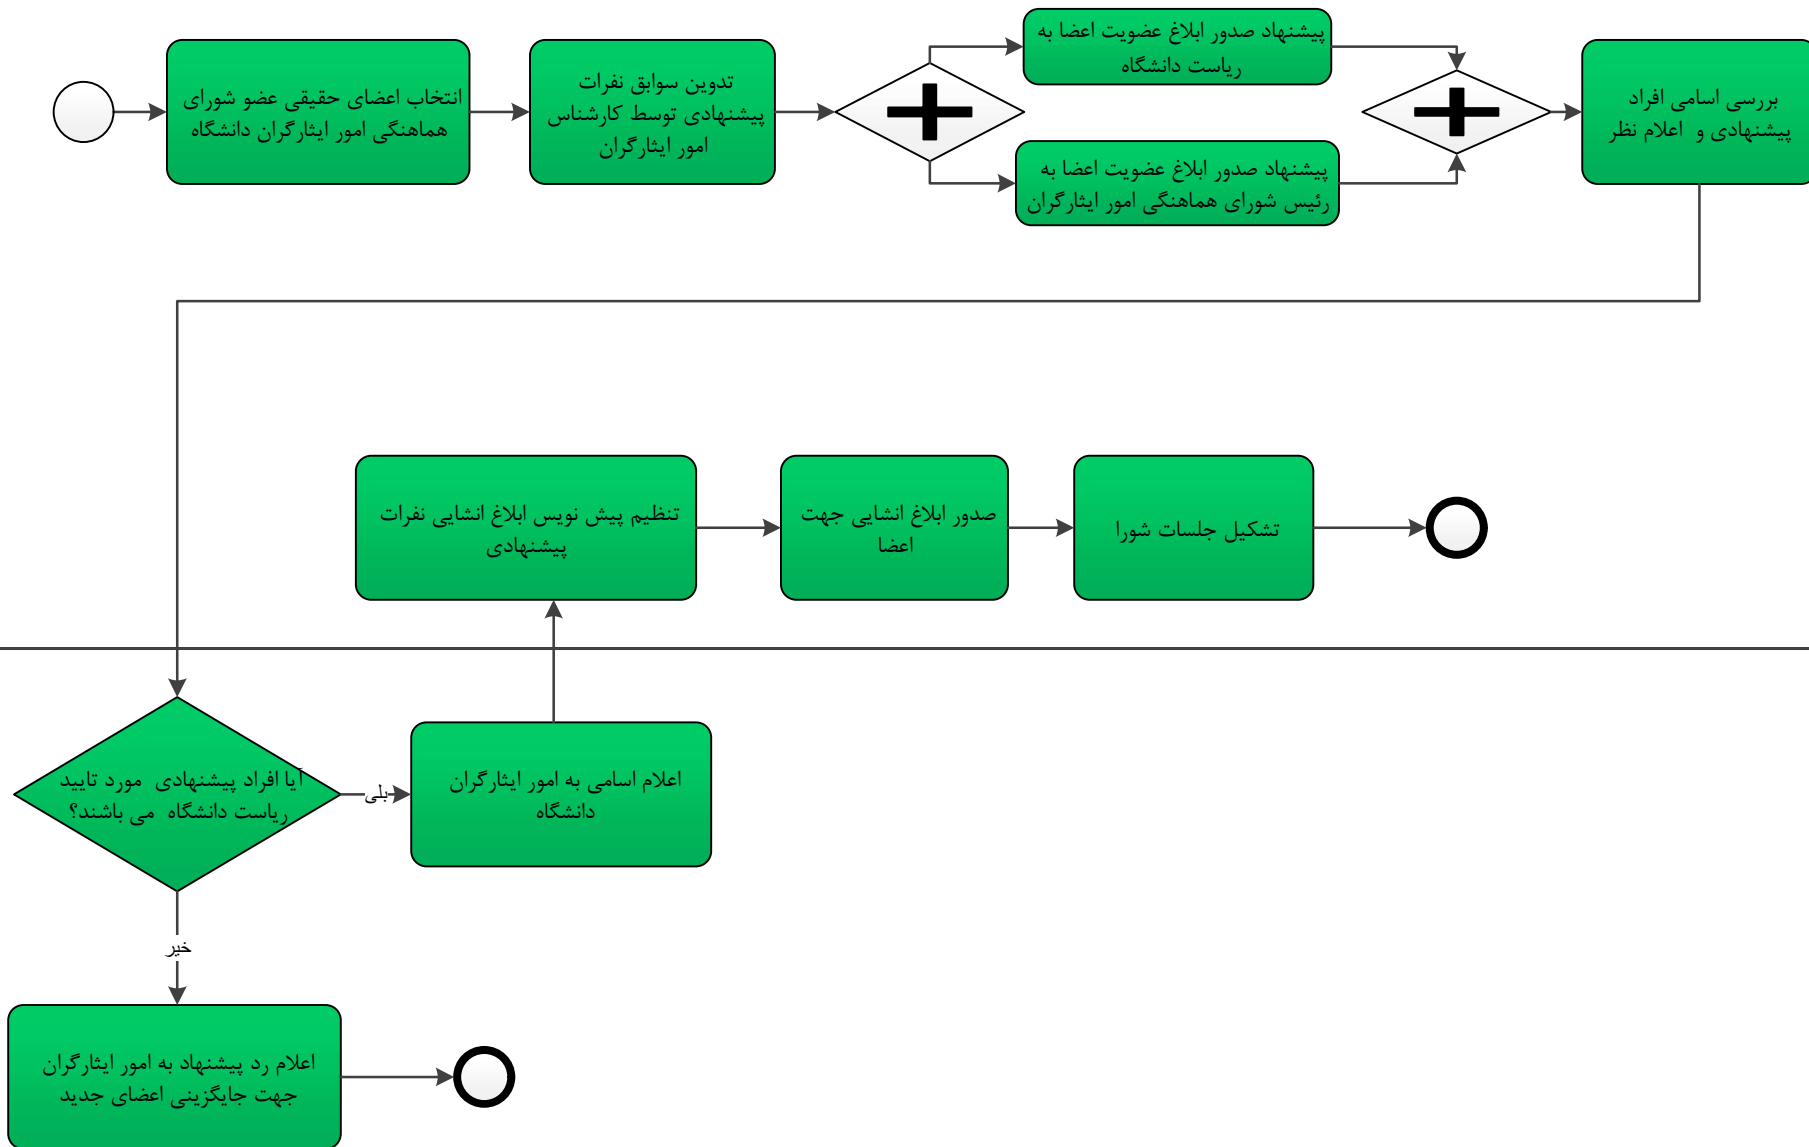 انتخاب اعضای حقیقی عضو شورای
هماهنگی امور ایثارگران دانشگاه
تدوین سوابق نفرات
پیشنهادی توسط کارشناس
امور ایثارگران
پیشنهاد صدور ابلاغ عضویت اعضا به
ریاست دانشگاه
پیشنهاد صدور ابلاغ عضویت اعضا به
رئیس شورای هماهنگی امور ایثارگران
بررسی اسامی افراد
پیشنهادی و اعلام نظر
تنظیم پیش نویس ابلاغ انشایی نفرات
پیشنهادی
صدور ابلاغ انشایی جهت
اعضا
تشکیل جلسات شورا
آیا افراد پیشنهادی مورد تایید
ریاست دانشگاه می باشند؟
بلی
اعلام اسامی به امور ایثارگران
دانشگاه
خیر
اعلام رد پیشنهاد به امور ایثارگران
جهت جایگزینی اعضای جدید